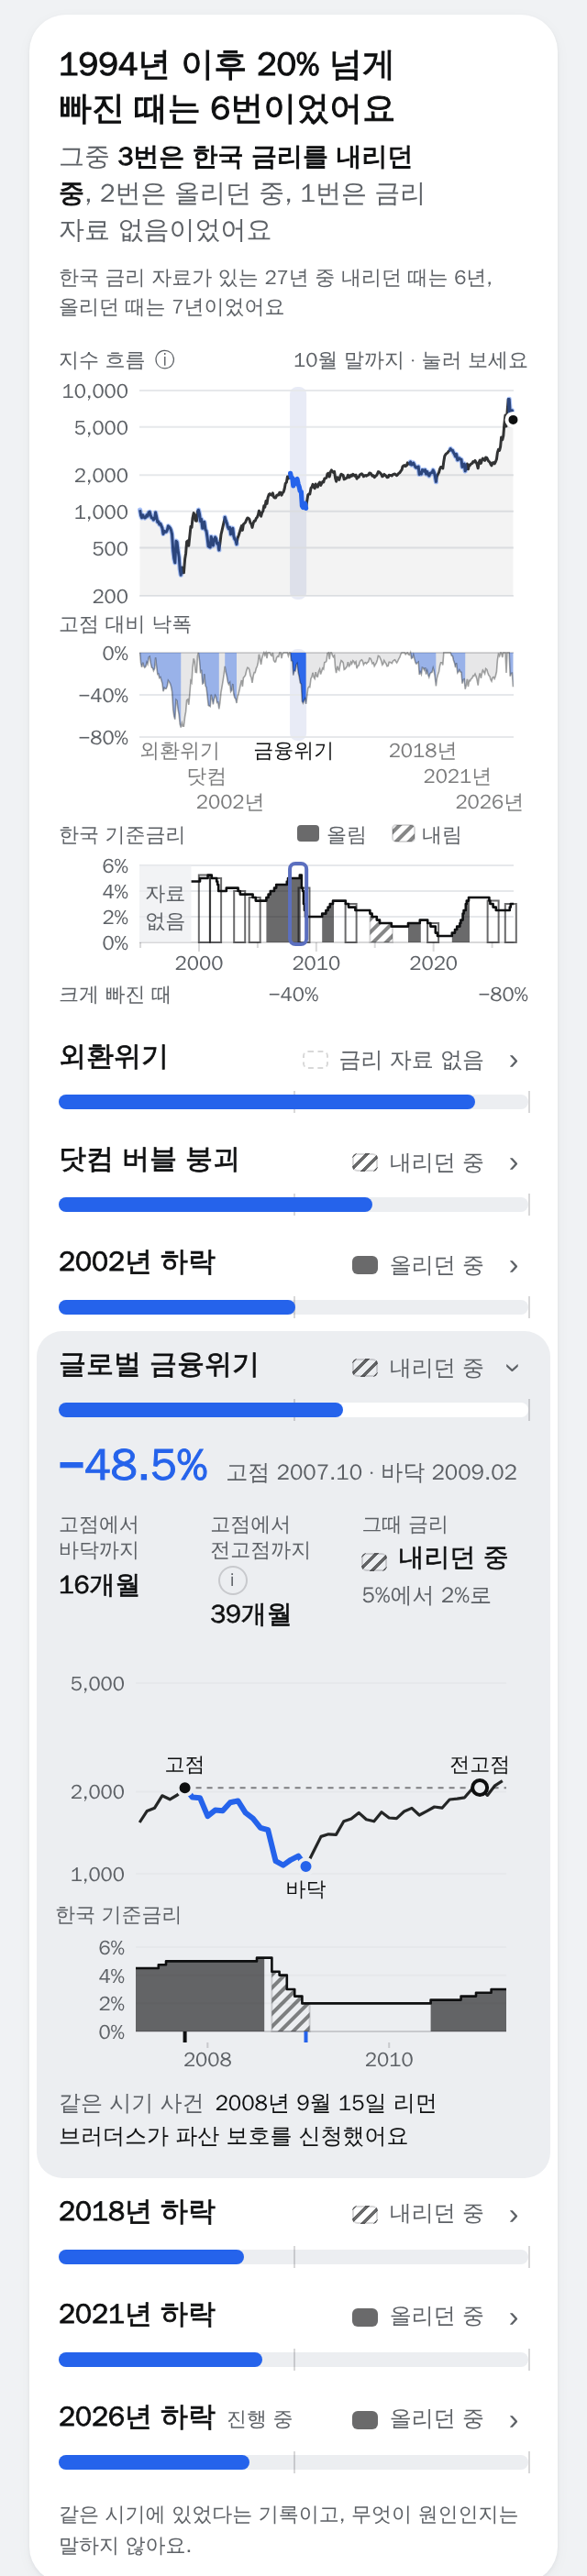 1994년 이후 20% 넘게
빠진 때는 6번이었어요
그중 3번은 한국 금리를 내리던
중, 2번은 올리던 중, 1번은 금리
자료 없음이었어요
한국 금리 자료가 있는 27년 중 내리던 때는 6년,
올리던 때는 7년이었어요
지수 흐름 ⓘ 10월 말까지 · 눌러 보세요
10,000
5,000
2,000
1,000
500
200
고점 대비 낙폭
0%
−40%
−80%
외환위기 금융위기 2018년
닷컴 2021년
2002년 2026년
한국 기준금리 올림 내림
6%
4%
2%
0%
자료
없음
2000 2010 2020
크게 빠진 때 −40% −80%
외환위기 금리 자료 없음 ›
닷컴 버블 붕괴 내리던 중 ›
2002년 하락 올리던 중 ›
글로벌 금융위기 내리던 중
−48.5% 고점 2007.10 · 바닥 2009.02
고점에서
바닥까지
16개월
고점에서
전고점까지
ⓘ
39개월
그때 금리
내리던 중
5%에서 2%로
5,000
2,000
1,000
고점
전고점
바닥
한국 기준금리
6%
4%
2%
0%
2008 2010
같은 시기 사건 2008년 9월 15일 리먼
브러더스가 파산 보호를 신청했어요
2018년 하락 내리던 중 ›
2021년 하락 올리던 중 ›
2026년 하락 진행 중 올리던 중 ›
같은 시기에 있었다는 기록이고, 무엇이 원인인지는
말하지 않아요.